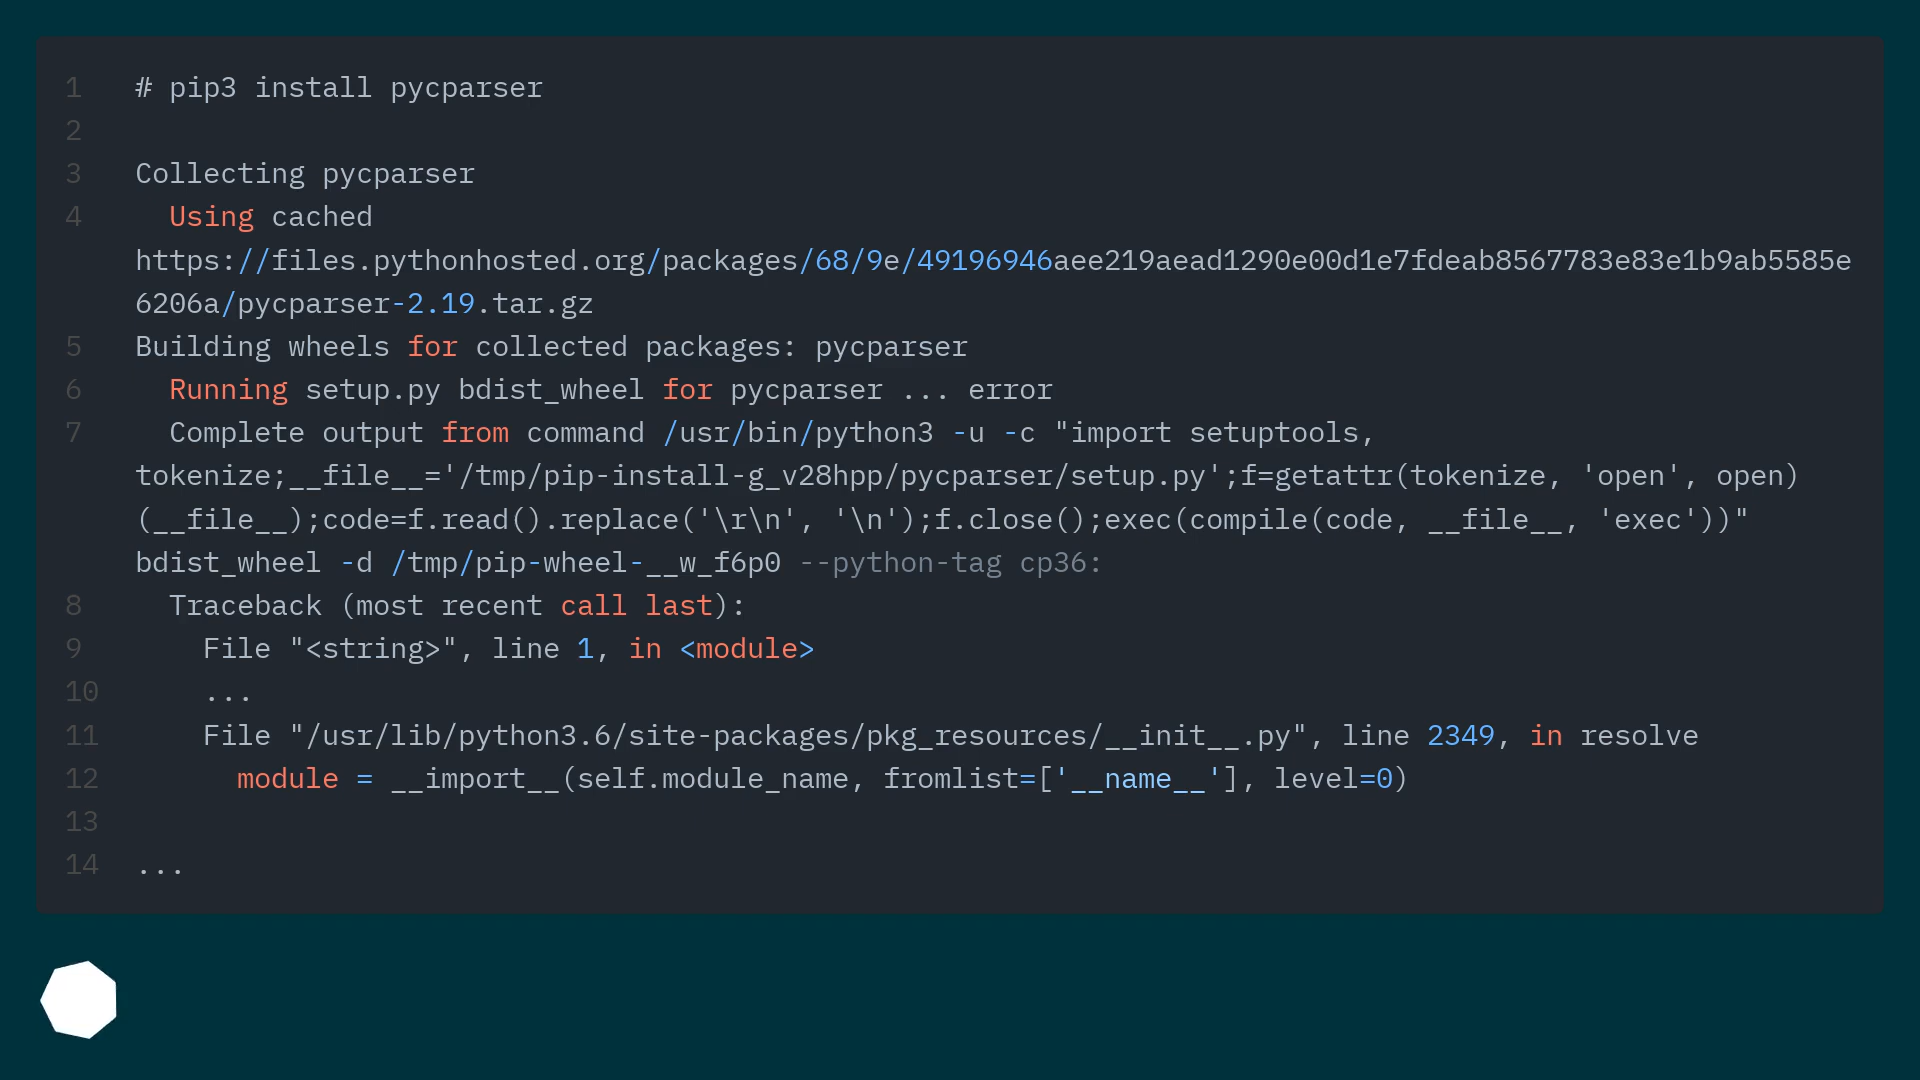 1 # pip3 install pycparser
2
3 Collecting pycparser
4   Using cached
https://files.pythonhosted.org/packages/68/9e/49196946aee219aead1290e00d1e7fdeab8567783e83e1b9ab5585e
6206a/pycparser-2.19.tar.gz
5 Building wheels for collected packages: pycparser
6   Running setup.py bdist_wheel for pycparser ... error
7   Complete output from command /usr/bin/python3 -u -c "import setuptools,
tokenize;__file__='/tmp/pip-install-g_v28hpp/pycparser/setup.py';f=getattr(tokenize, 'open', open)
(__file__);code=f.read().replace('\r\n', '\n');f.close();exec(compile(code, __file__, 'exec'))"
bdist_wheel -d /tmp/pip-wheel-__w_f6p0 --python-tag cp36:
8   Traceback (most recent call last):
9     File "<string>", line 1, in <module>
10     ...
11     File "/usr/lib/python3.6/site-packages/pkg_resources/__init__.py", line 2349, in resolve
12       module = __import__(self.module_name, fromlist=['__name__'], level=0)
13
14 ...